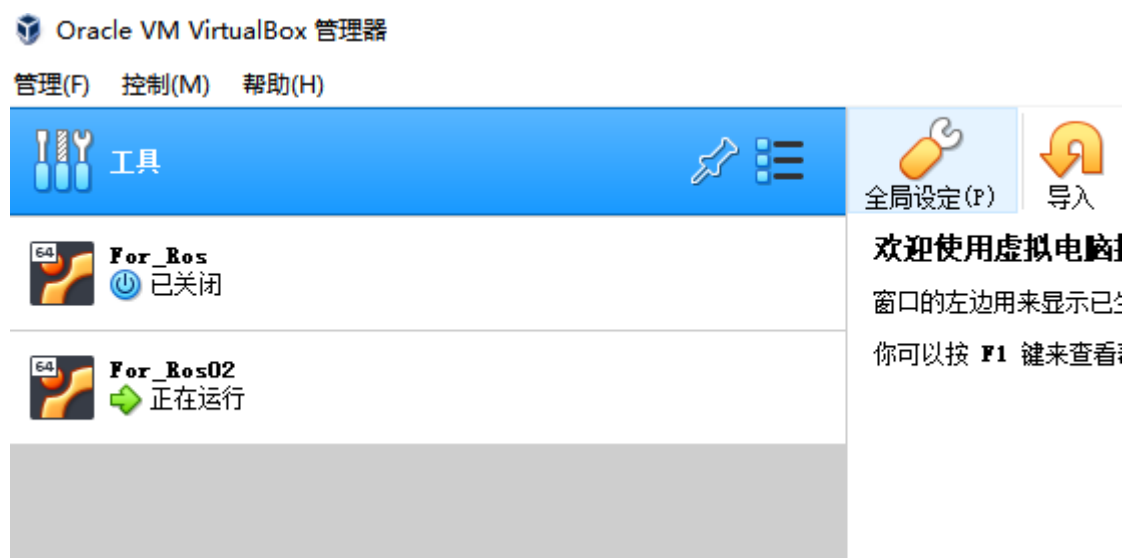 Oracle VM VirtualBox 管理器
管理(F) 控制(M) 帮助(H)
工具
全局设定(P) 导入
64
For_Ros
已关闭
64
For_Ros02
正在运行
欢迎使用虚拟电脑
窗口的左边用来显示已
你可以按 F1 键来查看